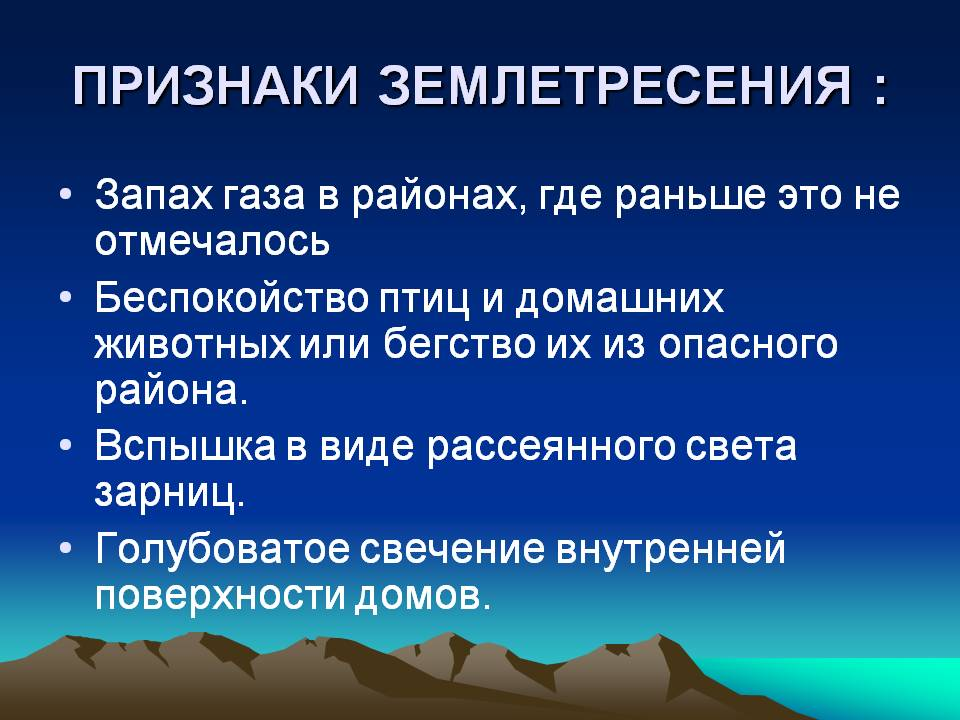 ПРИЗНАКИ ЗЕМЛЕТРЕСЕНИЯ :
• Запах газа в районах, где раньше это не
отмечалось
• Беспокойство птиц и домашних
животных или бегство их из опасного
района.
• Вспышка в виде рассеянного света
зарниц.
• Голубоватое свечение внутренней
поверхности домов.